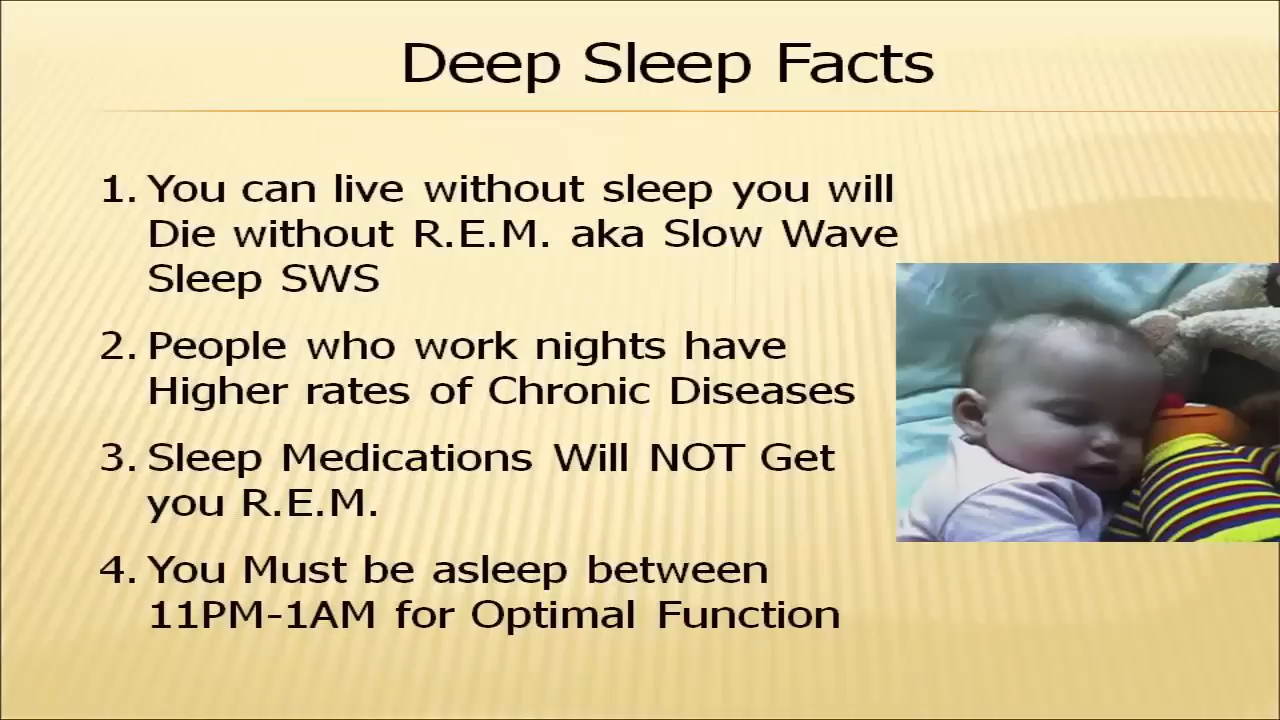 Deep Sleep Facts
1. You can live without sleep you will
Die without R.E.M. aka Slow Wave
Sleep SWS
2. People who work nights have
Higher rates of Chronic Diseases
3. Sleep Medications Will NOT Get
you R.E.M.
4. You Must be asleep between
11PM-1AM for Optimal Function